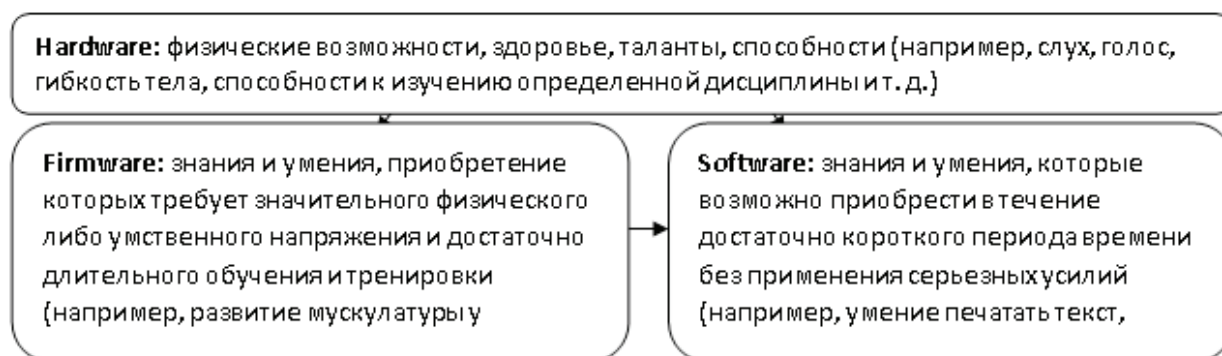 Hardware: физические возможности, здоровье, таланты, способности (например, слух, голос,
гибкость тела, способности к изучению определенной дисциплины и т. д.)
Firmware: знания и умения, приобретение
которых требует значительного физического
либо умственного напряжения и достаточно
длительного обучения и тренировки
(например, развитие мускулатуры у
Software: знания и умения, которые
возможно приобрести в течение
достаточно короткого периода времени
без применения серьезных усилий
(например, умение печатать текст,